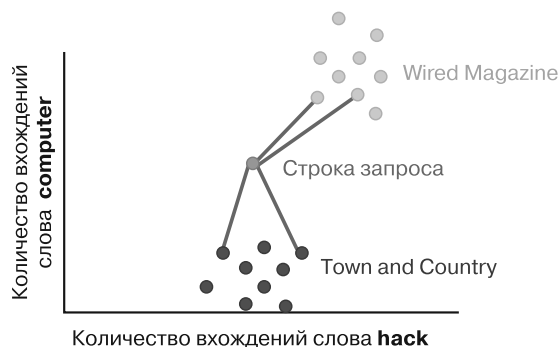 Количество вхождений
слова computer
Wired Magazine
Строка запроса
Town and Country
Количество вхождений слова hack